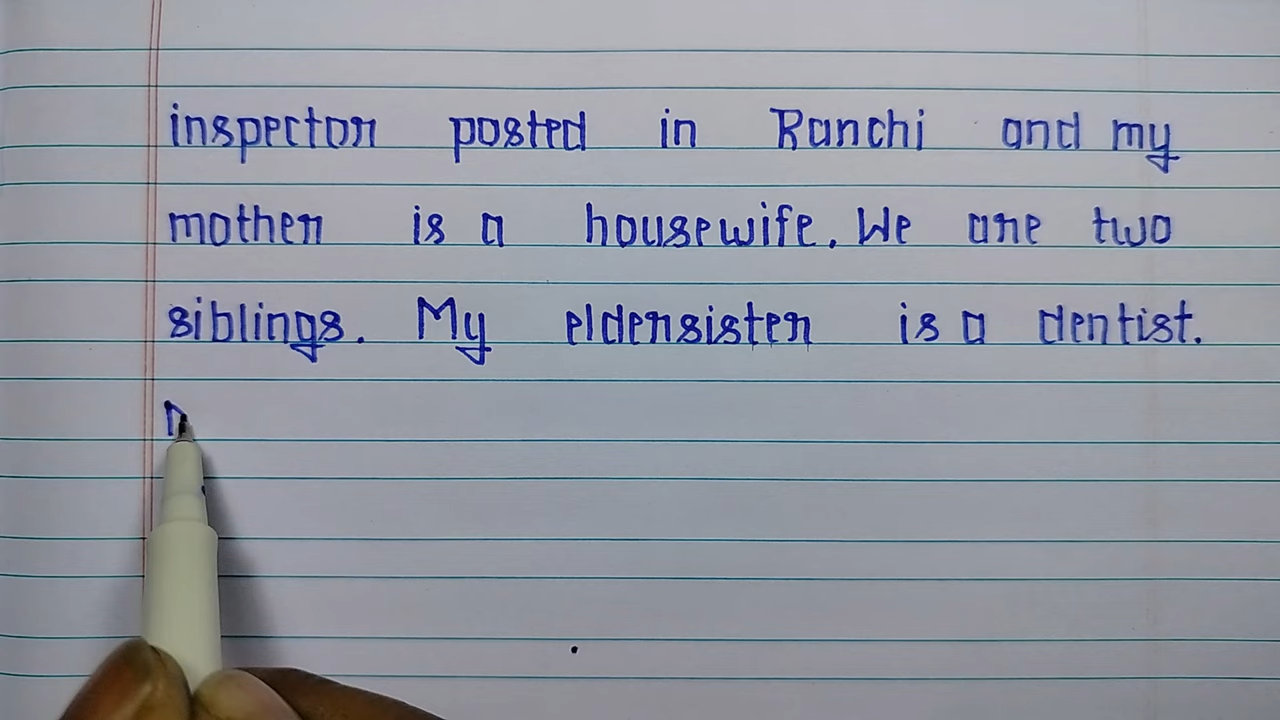 inspector posted in Ranchi and my
mother is a housewife. We are two
siblings. My eldersister is a dentist.